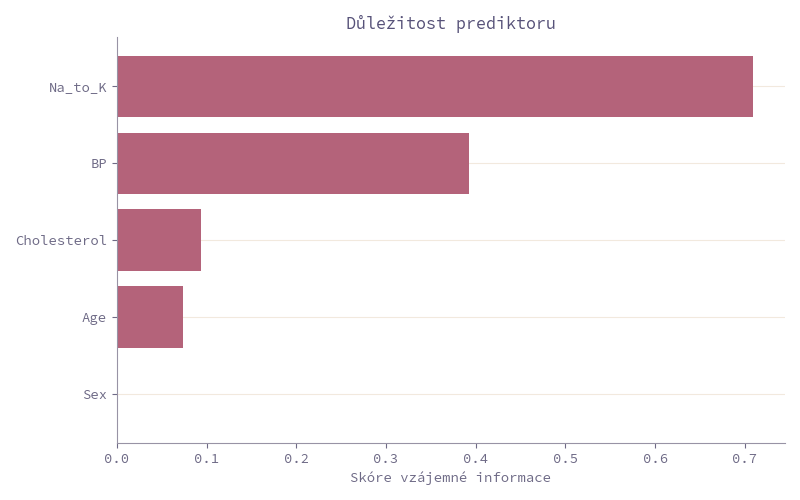 Důležitost prediktoru
Na_to_K
BP
Cholesterol
Age
Sex
0.0 0.1 0.2 0.3 0.4 0.5 0.6 0.7
Skóre vzájemné informace